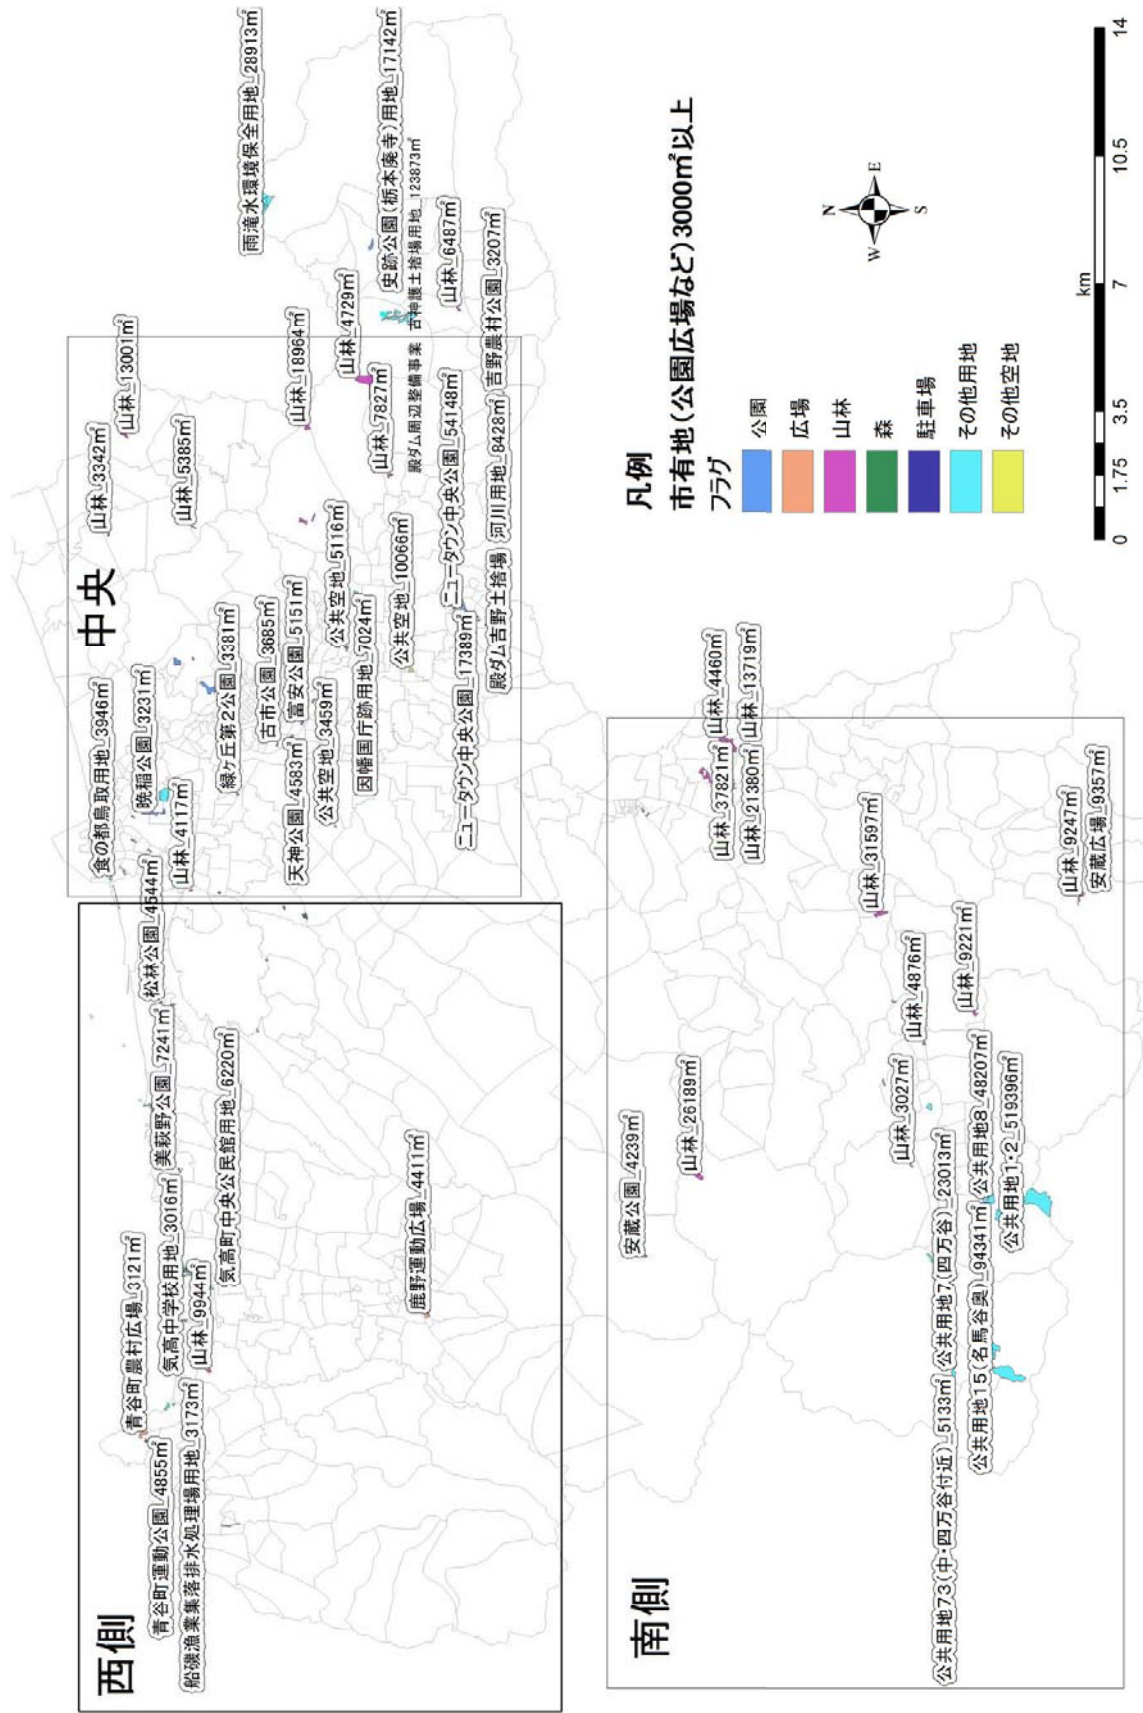 西側
青谷町農村広場_3121㎡
青谷町運動公園_4855㎡
気高中学校用地_3016㎡
船磯漁業集落排水処理場用地_3173㎡
山林_9944㎡
松林公園_4544㎡
美萩野公園_7241㎡
気高町中央公民館用地_6220㎡
鹿野運動広場_4411㎡
中央
食の都鳥取用地_3946㎡
山林_3342㎡
山林_13001㎡
晩稲公園_3231㎡
山林_4117㎡
山林_5385㎡
緑ヶ丘第2公園_3381㎡
古市公園_3685㎡
天神公園_4583㎡
富安公園_5151㎡
山林_18964㎡
公共空地_3459㎡
公共空地_5116㎡
山林_4729㎡
因幡国庁跡用地_7024㎡
山林_7827㎡
公共空地_10066㎡
殿ダム周辺整備事業 古神護土捨場用地_123873㎡
ニュータウン中央公園_17389㎡
ニュータウン中央公園_54148㎡
殿ダム吉野土捨場 河川用地_8428㎡
吉野農村公園_3207㎡
雨滝水環境保全用地_28913㎡
史跡公園(栃本廃寺)用地_17142㎡
山林_6487㎡
南側
安蔵公園_4239㎡
山林_26189㎡
山林_37821㎡
山林_4460㎡
山林_21380㎡
山林_13719㎡
山林_31597㎡
山林_3027㎡
山林_4876㎡
公共用地73(中・四万谷付近)_5133㎡
公共用地7(四万谷)_23013㎡
山林_9221㎡
公共用地15(名馬谷奥)_94341㎡
公共用地8_48207㎡
公共用地1・2_519396㎡
山林_9247㎡
安蔵広場_9357㎡
凡例
市有地(公園広場など)3000㎡以上
フラグ
公園
広場
山林
森
駐車場
その他用地
その他空地
N
W
E
S
km
0 1.75 3.5 7 10.5 14